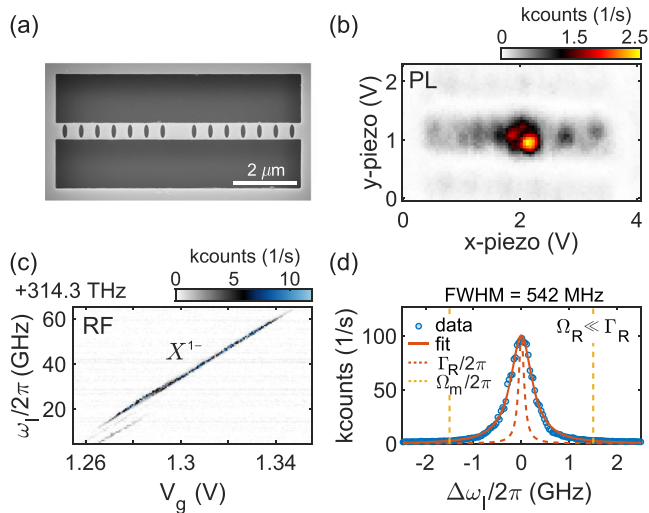 (a)
2 μm
(b)
kcounts (1/s)
0 1.5 2.5
PL
y-piezo (V)
2
1
0
0 2 4
x-piezo (V)
(c)
kcounts (1/s)
+314.3 THz
0 5 10
RF
X¹⁻
ω_l/2π (GHz)
60
40
20
1.26 1.3 1.34
V_g (V)
(d)
FWHM = 542 MHz
data
fit
Γ_R/2π
Ω_m/2π
Ω_R ≪ Γ_R
kcounts (1/s)
100
50
0
-2 -1 0 1 2
Δω_l/2π (GHz)